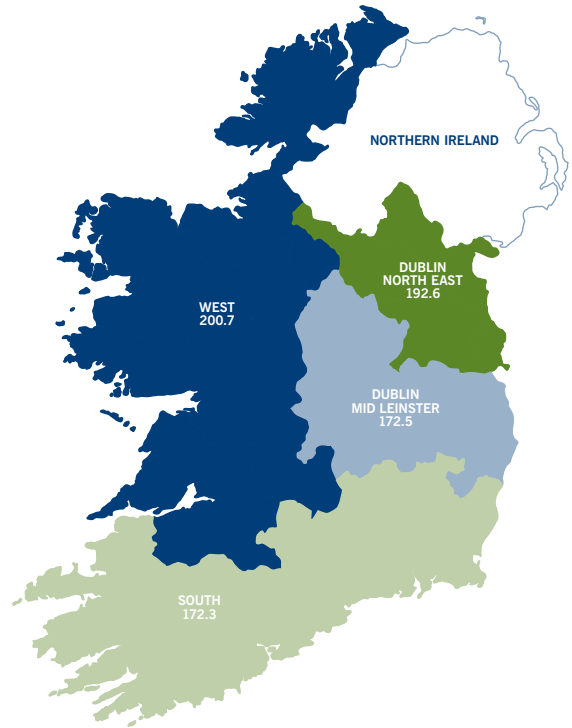 NORTHERN IRELAND
DUBLIN
NORTH EAST
192.6
WEST
200.7
DUBLIN
MID LEINSTER
172.5
SOUTH
172.3